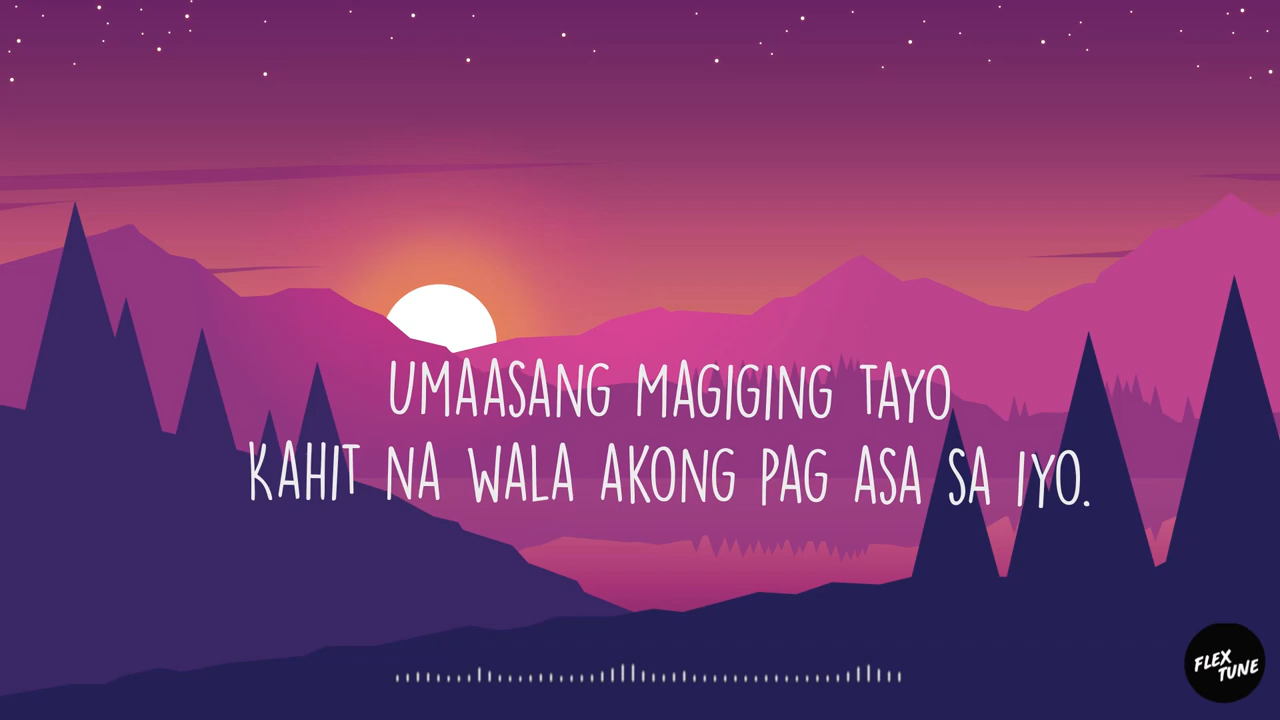 UMAASANG MAGIGING TAYO
KAHIT NA WALA AKONG PAG ASA SA IYO.
FLEX
TUNE